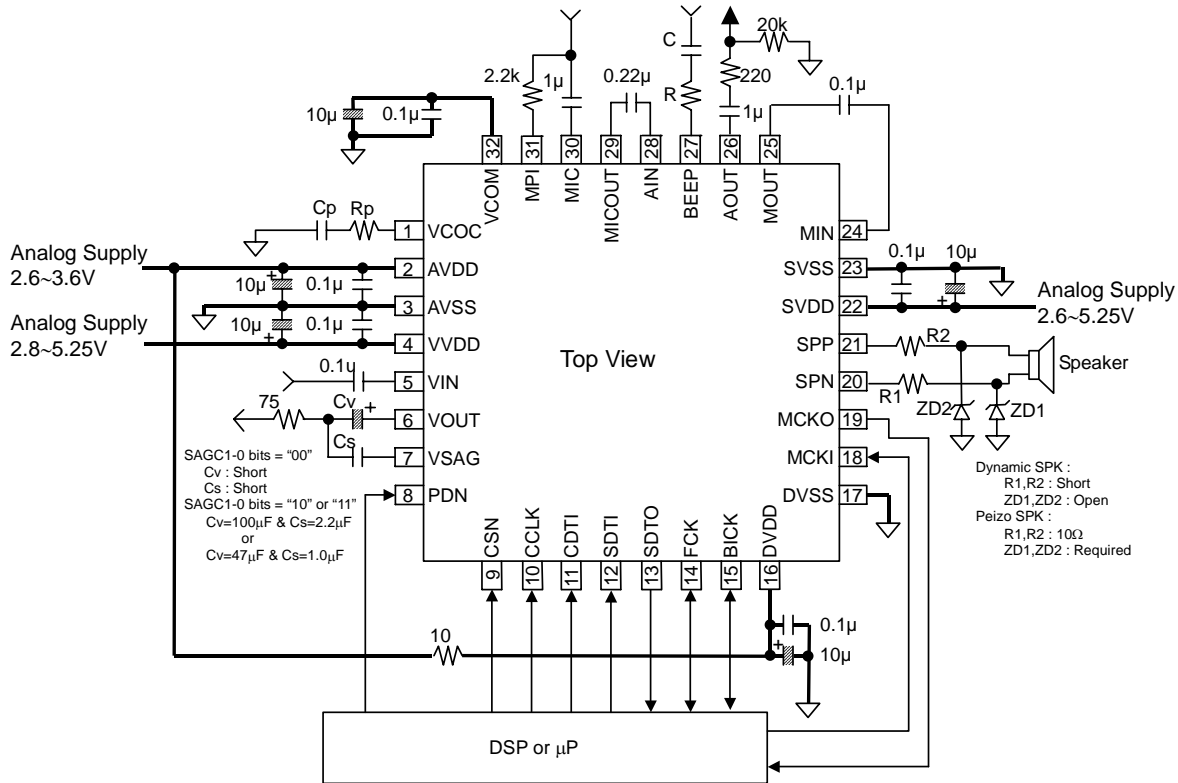 C
20k
2.2k
1µ
0.22µ
R
220
1µ
0.1µ
10µ
0.1µ
32
31
30
29
28
27
26
25
VCOM
MPI
MIC
MICOUT
AIN
BEEP
AOUT
MOUT
Cp
Rp
1
VCOC
MIN
24
Analog Supply
2.6~3.6V
2
AVDD
10µ
+
0.1µ
3
AVSS
10µ
+
0.1µ
Analog Supply
2.8~5.25V
4
VVDD
0.1µ
10µ
SVSS
23
SVDD
22
+
Analog Supply
2.6~5.25V
Top View
SPP
21
R2
Speaker
0.1u
5
VIN
SPN
20
R1
ZD2
ZD1
75
Cv
+
6
VOUT
MCKO
19
Cs
7
VSAG
MCKI
18
SAGC1-0 bits = “00”
Cv : Short
Cs : Short
SAGC1-0 bits = “10” or “11”
Cv=100µF & Cs=2.2µF
or
Cv=47µF & Cs=1.0µF
8
PDN
DVSS
17
Dynamic SPK :
R1,R2 : Short
ZD1,ZD2 : Open
Peizo SPK :
R1,R2 : 10Ω
ZD1,ZD2 : Required
CSN
CCLK
CDTI
SDTI
SDTO
FCK
BICK
DVDD
9
10
11
12
13
14
15
16
0.1µ
+
10µ
10
DSP or µP